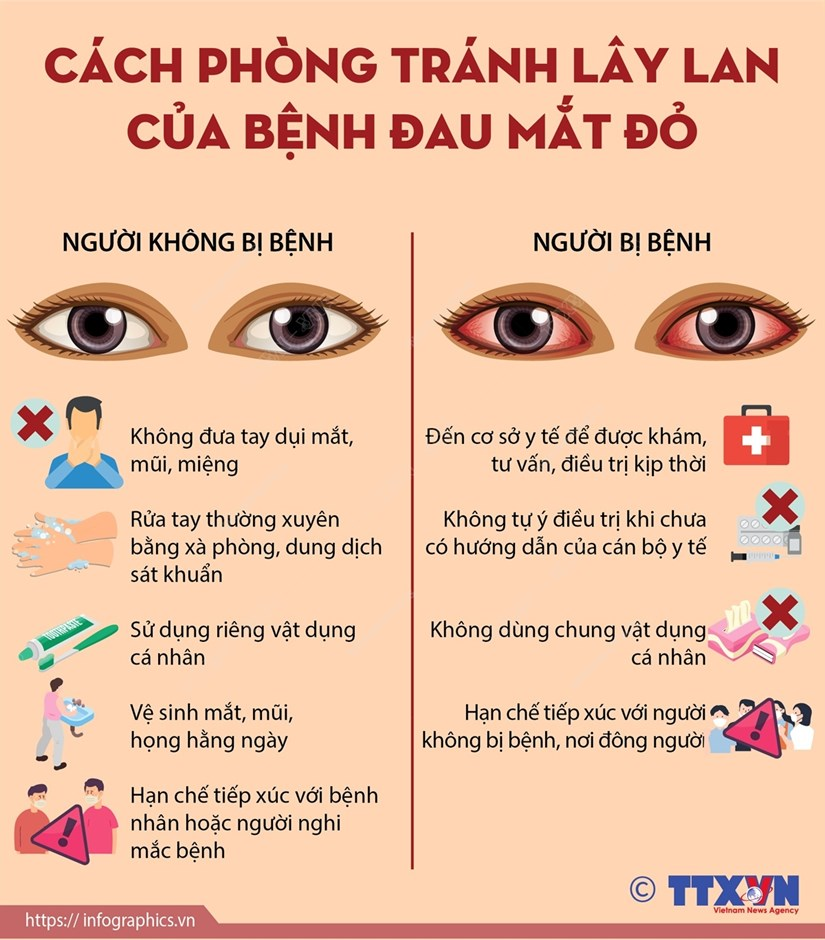 CÁCH PHÒNG TRÁNH LÂY LAN
CỦA BỆNH ĐAU MẮT ĐỎ
NGƯỜI KHÔNG BỊ BỆNH
Không đưa tay dụi mắt,
mũi, miệng
Rửa tay thường xuyên
bằng xà phòng, dung dịch
sát khuẩn
TOOTHPASTE
Sử dụng riêng vật dụng
cá nhân
Vệ sinh mắt, mũi,
họng hằng ngày
Hạn chế tiếp xúc với bệnh
nhân hoặc người nghi
mắc bệnh
NGƯỜI BỊ BỆNH
Đến cơ sở y tế để được khám,
tư vấn, điều trị kịp thời
Không tự ý điều trị khi chưa
có hướng dẫn của cán bộ y tế
Không dùng chung vật dụng
cá nhân
Hạn chế tiếp xúc với người
không bị bệnh, nơi đông người
© TTXVN
Vietnam News Agency
https:// infographics.vn